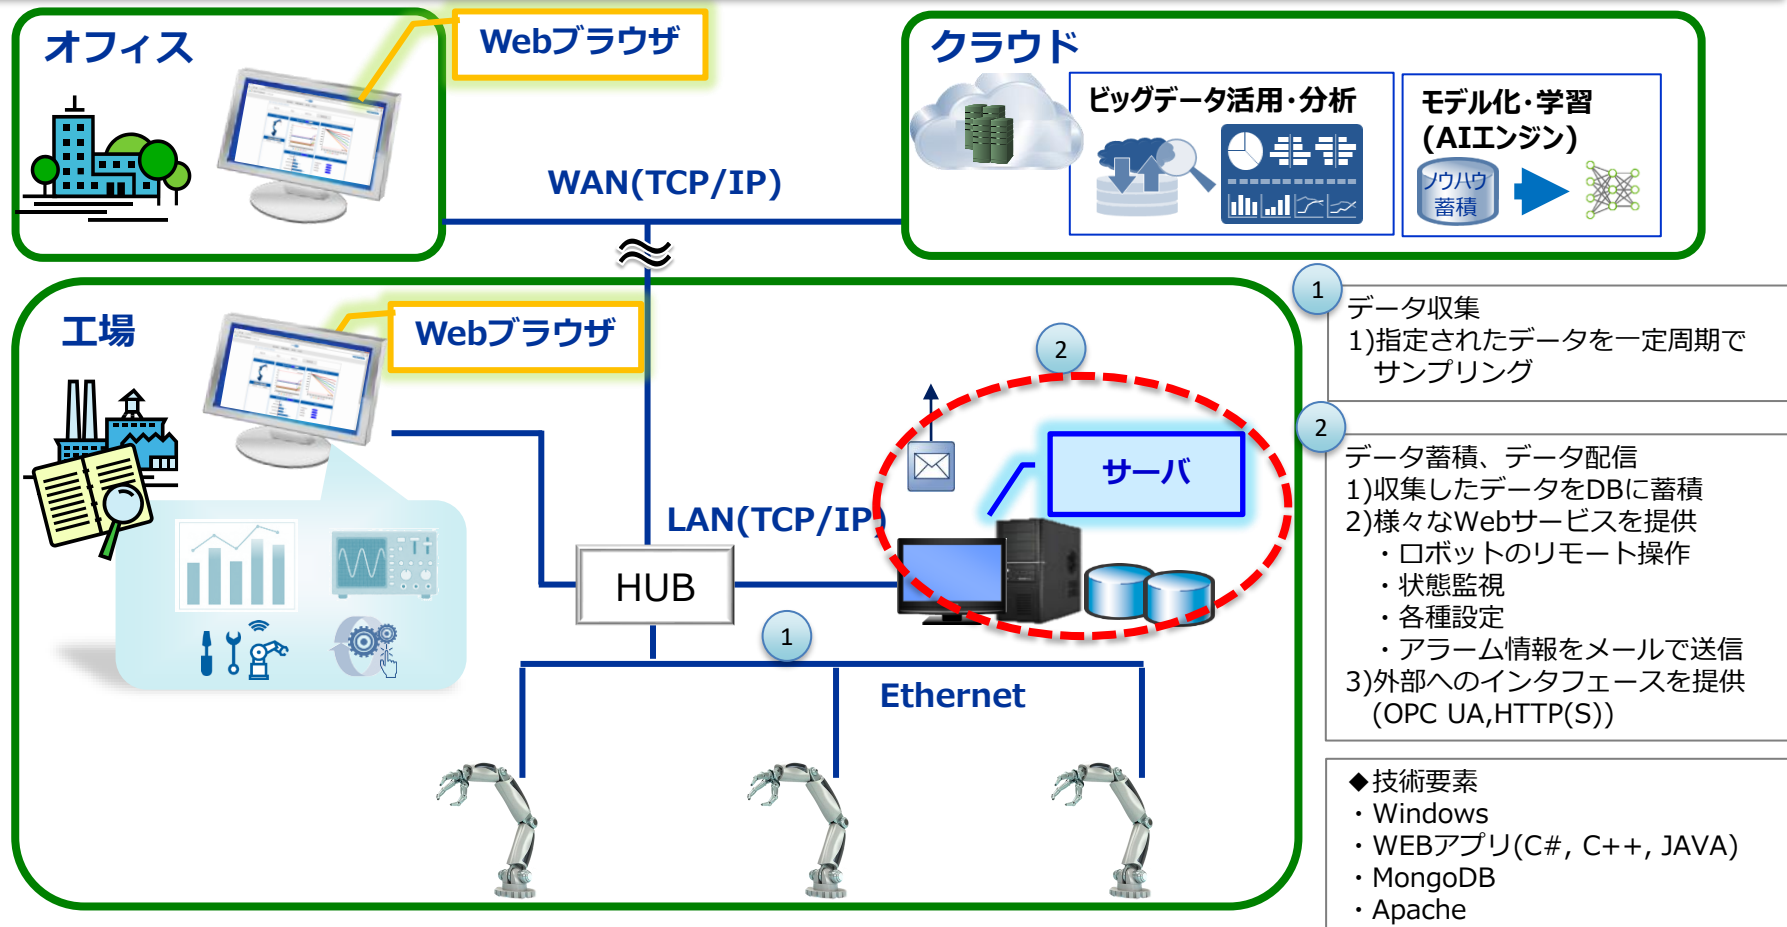 オフィス
Webブラウザ
クラウド
ビッグデータ活用・分析
モデル化・学習
(AIエンジン)
ノウハウ
蓄積
WAN(TCP/IP)
工場
Webブラウザ
2
サーバ
LAN(TCP/IP)
HUB
1
Ethernet
1
データ収集
1)指定されたデータを一定周期で
サンプリング
2
データ蓄積、データ配信
1)収集したデータをDBに蓄積
2)様々なWebサービスを提供
・ロボットのリモート操作
・状態監視
・各種設定
・アラーム情報をメールで送信
3)外部へのインタフェースを提供
(OPC UA,HTTP(S))
◆技術要素
・Windows
・WEBアプリ(C#, C++, JAVA)
・MongoDB
・Apache